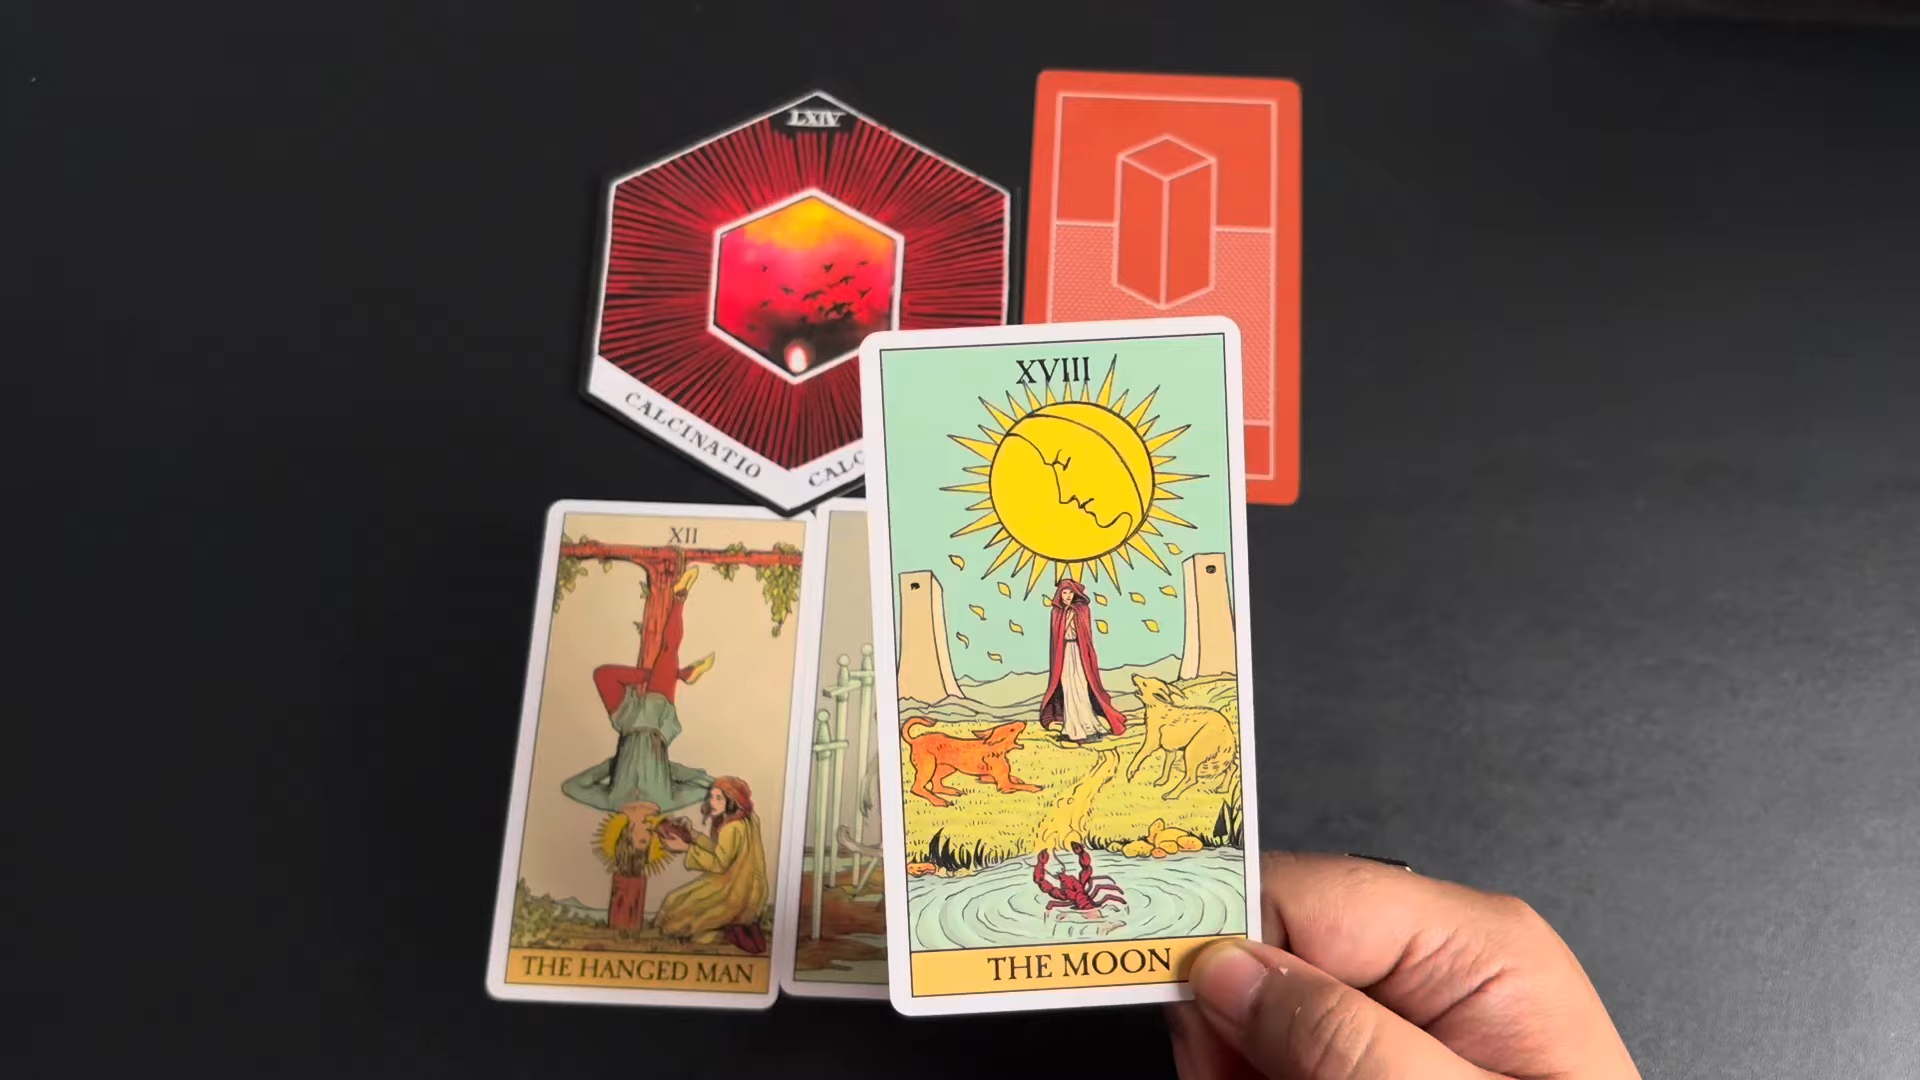 LXIV
CALCINATIO
CALC
XVIII
XII
THE HANGED MAN
THE MOON